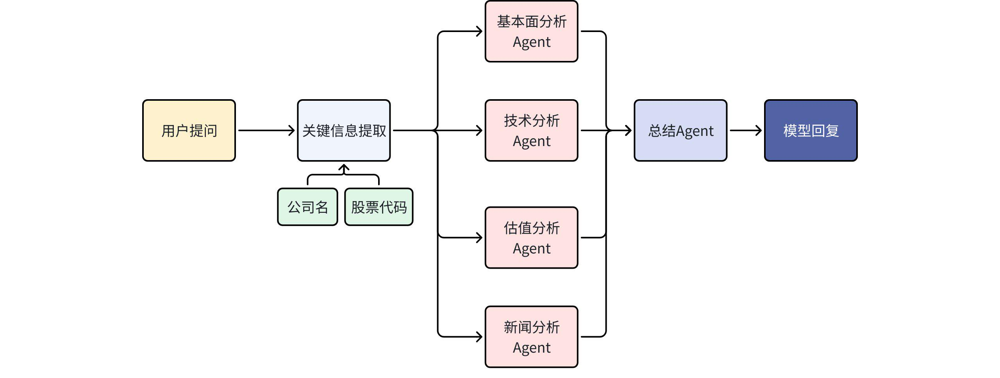 用户提问
关键信息提取
公司名
股票代码
基本面分析
Agent
技术分析
Agent
估值分析
Agent
新闻分析
Agent
总结Agent
模型回复